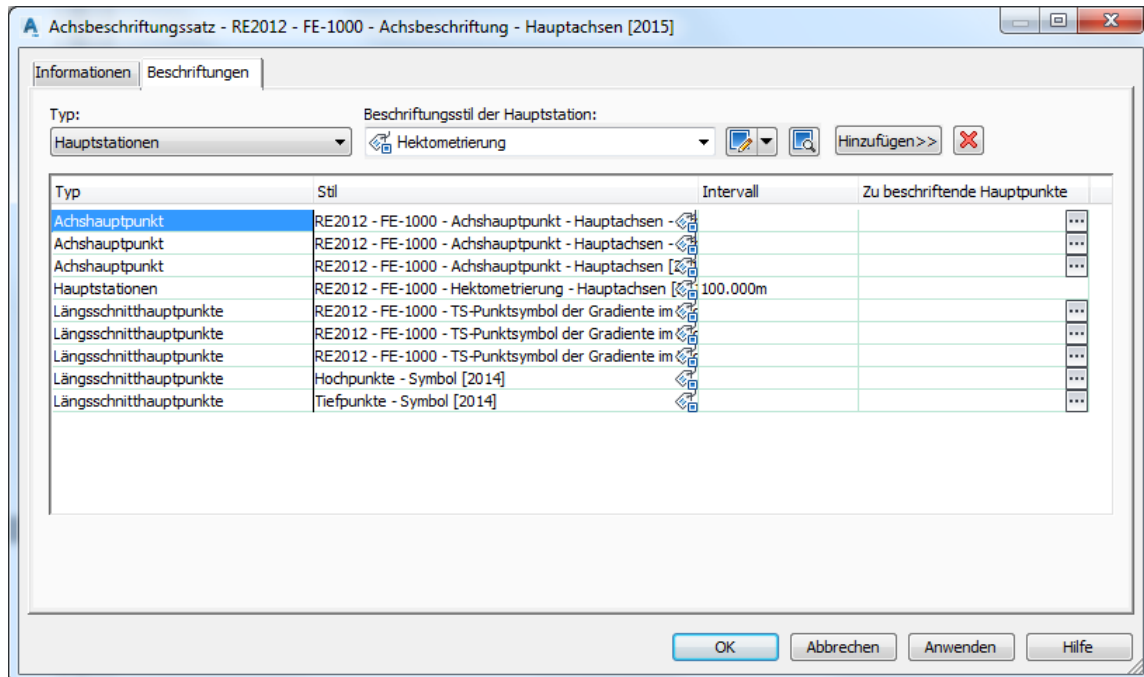 Achsbeschriftungssatz - RE2012 - FE-1000 - Achsbeschriftung - Hauptachsen [2015]
Informationen Beschriftungen
Typ: Beschriftungsstil der Hauptstation:
Hauptstationen Hektometrierung Hinzufügen>>
Typ Stil Intervall Zu beschriftende Hauptpunkte
Achshauptpunkt RE2012 - FE-1000 - Achshauptpunkt - Hauptachsen - ...
Achshauptpunkt RE2012 - FE-1000 - Achshauptpunkt - Hauptachsen - ...
Achshauptpunkt RE2012 - FE-1000 - Achshauptpunkt - Hauptachsen [2 ...
Hauptstationen RE2012 - FE-1000 - Hektometrierung - Hauptachsen [ 100.000m
Längsschnitthauptpunkte RE2012 - FE-1000 - TS-Punktsymbol der Gradiente im ...
Längsschnitthauptpunkte RE2012 - FE-1000 - TS-Punktsymbol der Gradiente im ...
Längsschnitthauptpunkte RE2012 - FE-1000 - TS-Punktsymbol der Gradiente im ...
Längsschnitthauptpunkte Hochpunkte - Symbol [2014] ...
Längsschnitthauptpunkte Tiefpunkte - Symbol [2014] ...
OK Abbrechen Anwenden Hilfe